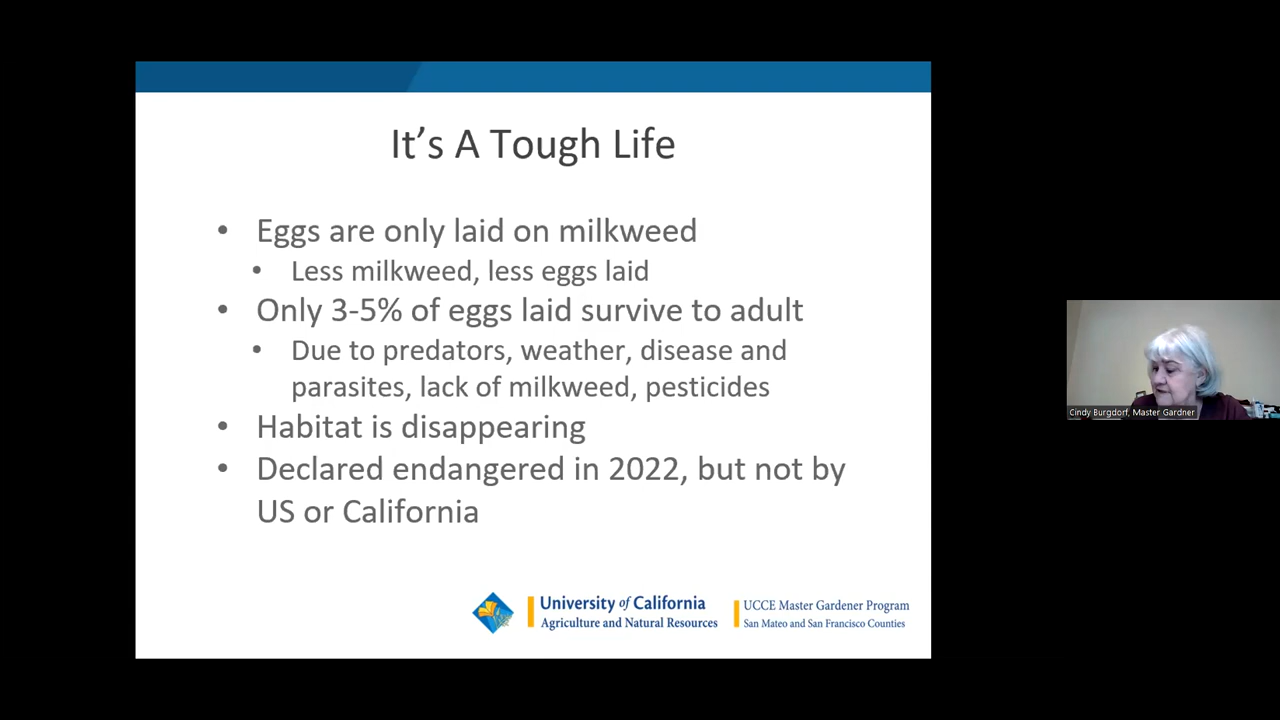 It's A Tough Life
• Eggs are only laid on milkweed
• Less milkweed, less eggs laid
• Only 3-5% of eggs laid survive to adult
• Due to predators, weather, disease and
parasites, lack of milkweed, pesticides
• Habitat is disappearing
• Declared endangered in 2022, but not by
US or California
University of California
Agriculture and Natural Resources
UCCE Master Gardener Program
San Mateo and San Francisco Counties
Cindy Burgdorf, Master Gardner